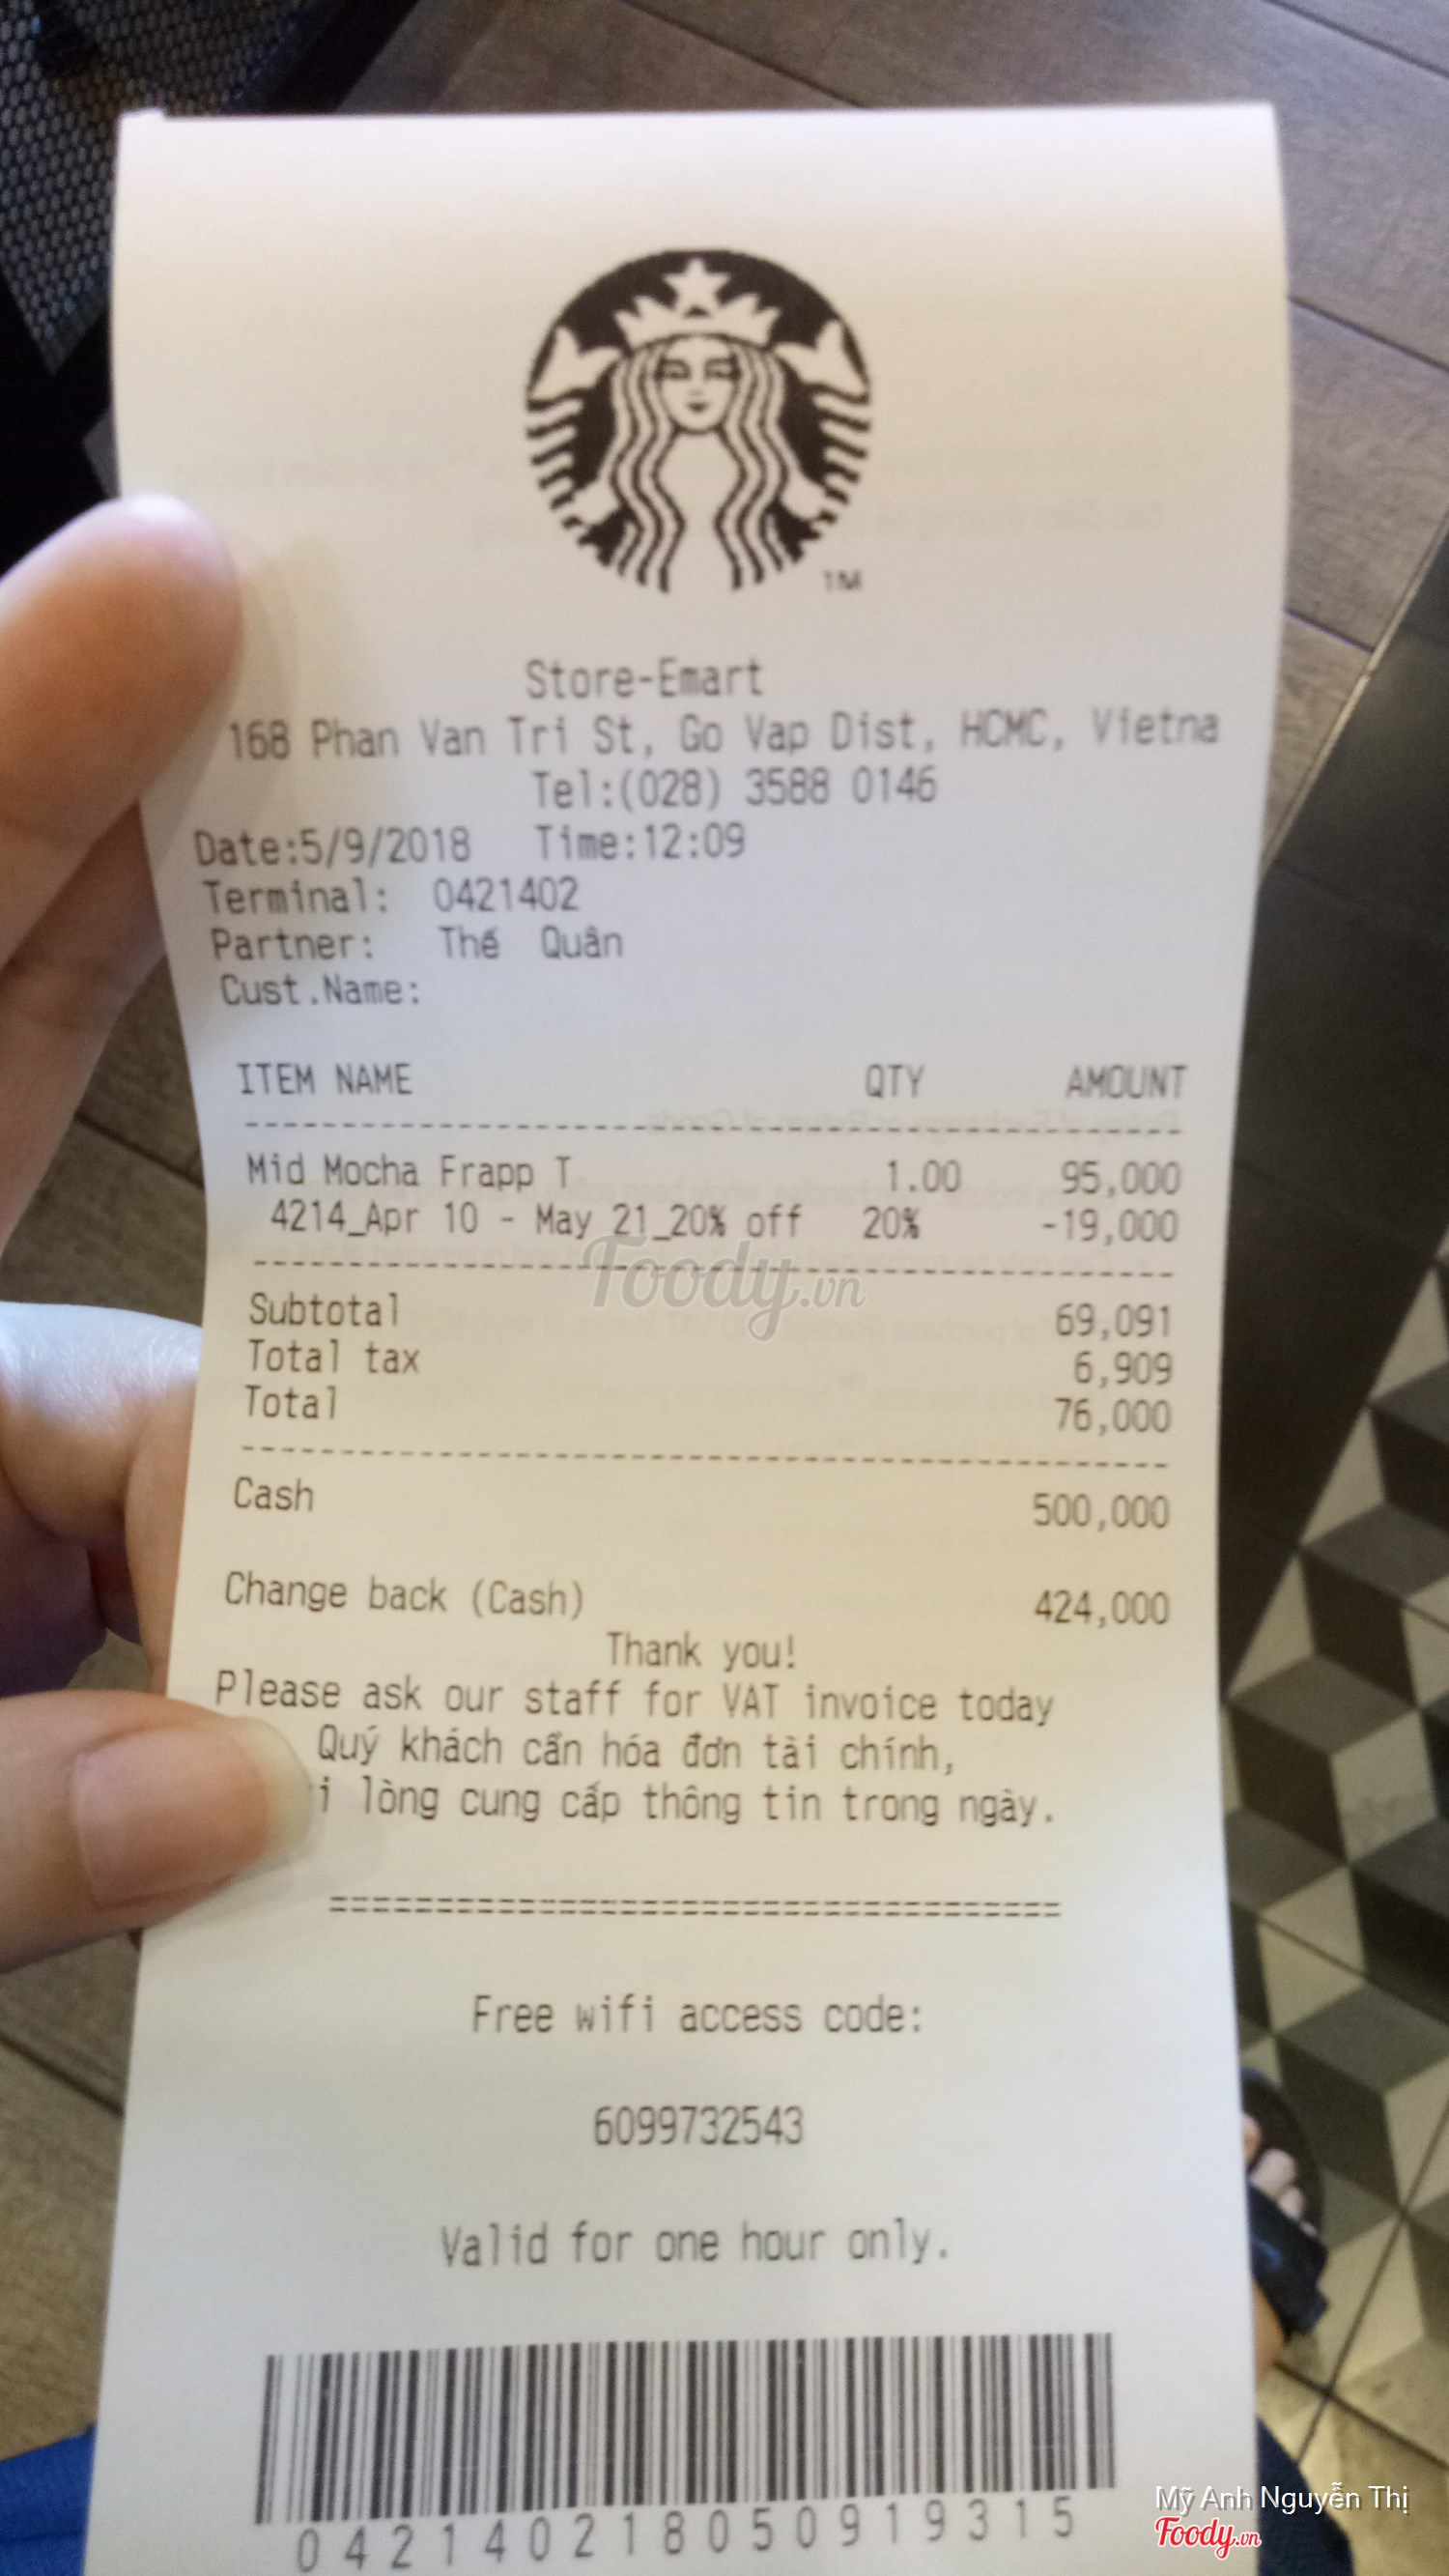 TM
Store-Emart
168 Phan Van Tri St, Go Vap Dist, HCMC, Vietna
Tel:(028) 3588 0146
Date:5/9/2018 Time:12:09
Terminal: 0421402
Partner: Thế Quân
Cust.Name:
ITEM NAME QTY AMOUNT
Mid Mocha Frapp T 1.00 95,000
4214_Apr 10 - May 21_20% off 20% -19,000
Foody.vn
Subtotal 69,091
Total tax 6,909
Total 76,000
Cash 500,000
Change back (Cash) 424,000
Thank you!
Please ask our staff for VAT invoice today
Quý khách cần hóa đơn tài chính,
lòng cung cấp thông tin trong ngày.
Free wifi access code:
6099732543
Valid for one hour only.
042140218050919315
Mỹ Anh Nguyễn Thị
Foody.vn